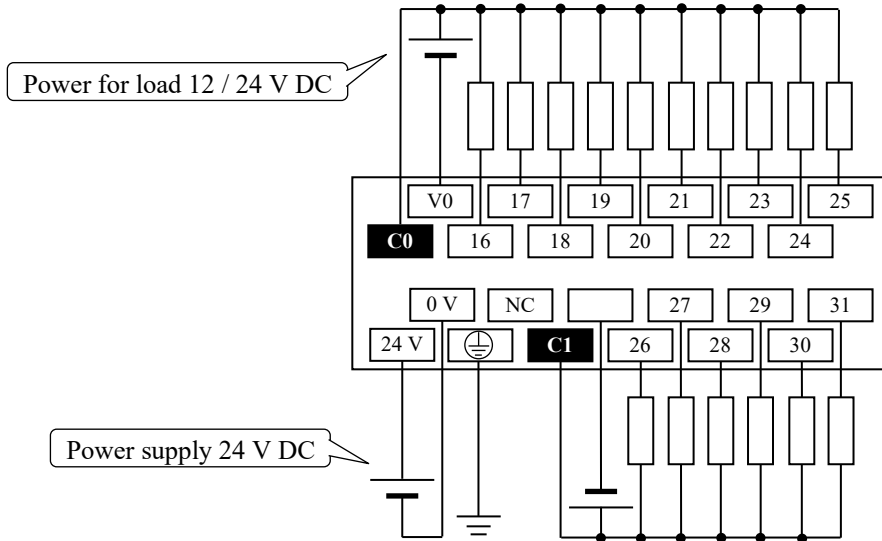 Power for load 12 / 24 V DC
V0 17 19 21 23 25
C0 16 18 20 22 24
0 V NC 27 29 31
24 V C1 26 28 30
Power supply 24 V DC